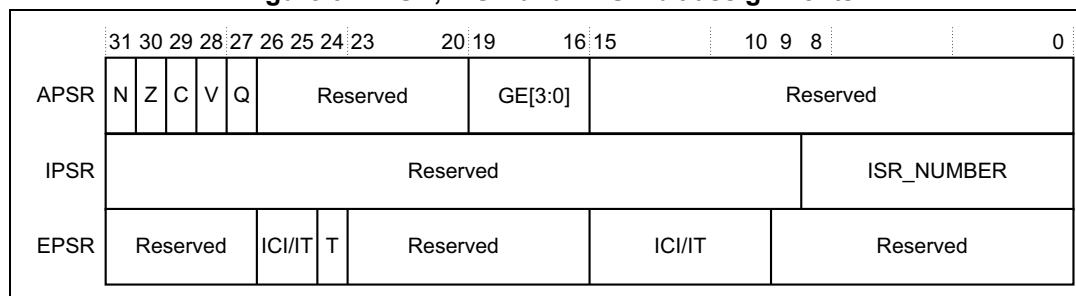 31 30 29 28 27 26 25 24 23 20 19 16 15 10 9 8 0
APSR N Z C V Q Reserved GE[3:0] Reserved
IPSR Reserved ISR_NUMBER
EPSR Reserved ICI/IT T Reserved ICI/IT Reserved